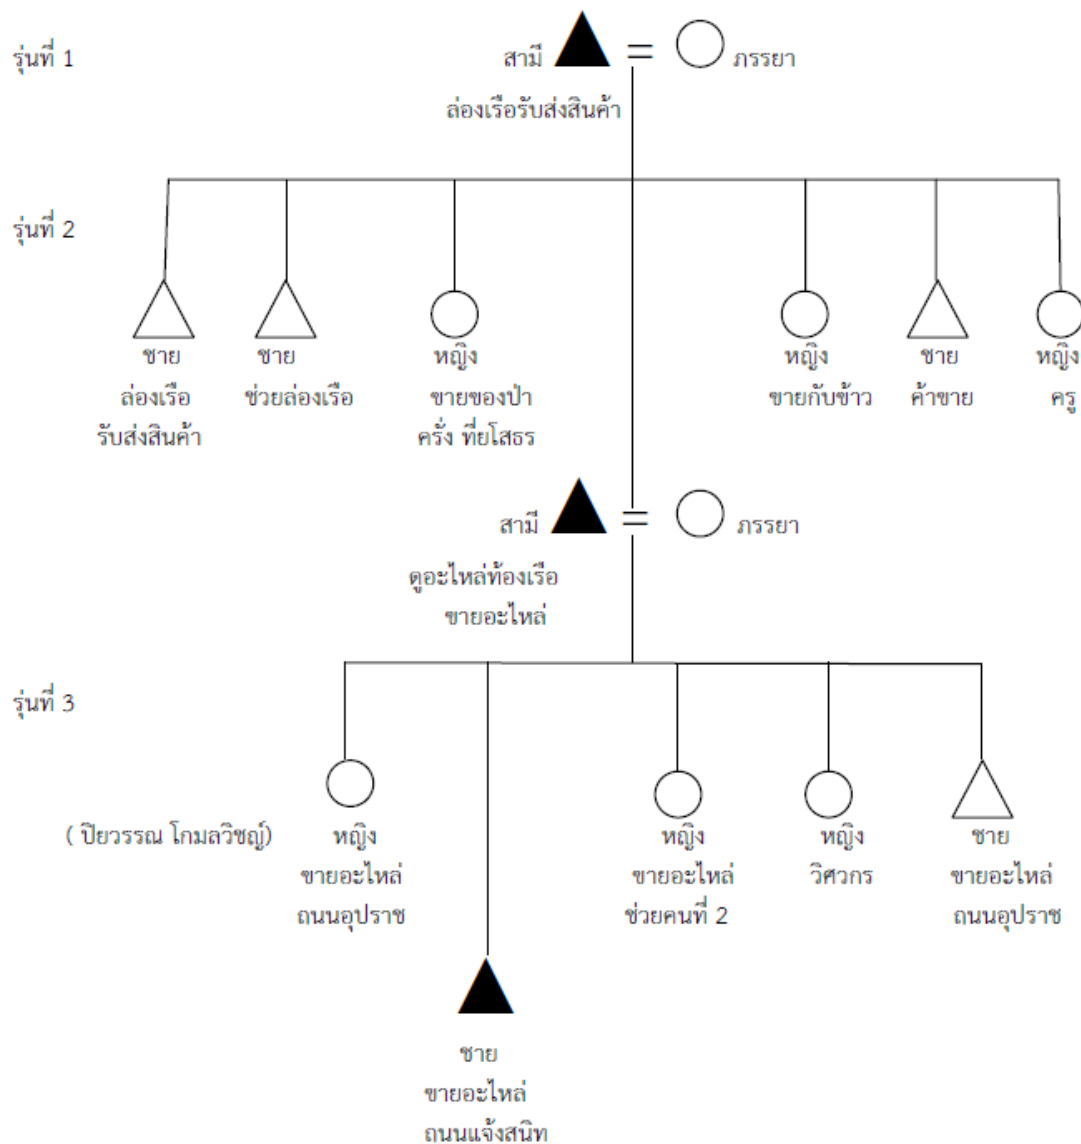 รุ่นที่ 1
สามี = ภรรยา
ล่องเรือรับส่งสินค้า
รุ่นที่ 2
ชาย ชาย หญิง หญิง ชาย หญิง
ล่องเรือ ช่วยล่องเรือ ขายของป่า ขายกับข้าว ค้าขาย ครู
รับส่งสินค้า ครั่ง ที่ยโสธร
สามี = ภรรยา
ดูอะไหล่ท้องเรือ
ขายอะไหล่
รุ่นที่ 3
( ปิยวรรณ โกมลวิชญ์) หญิง หญิง หญิง ชาย
ขายอะไหล่ ขายอะไหล่ วิศวกร ขายอะไหล่
ถนนอุปราช ช่วยคนที่ 2 ถนนอุปราช
ชาย
ขายอะไหล่
ถนนแจ้งสนิท